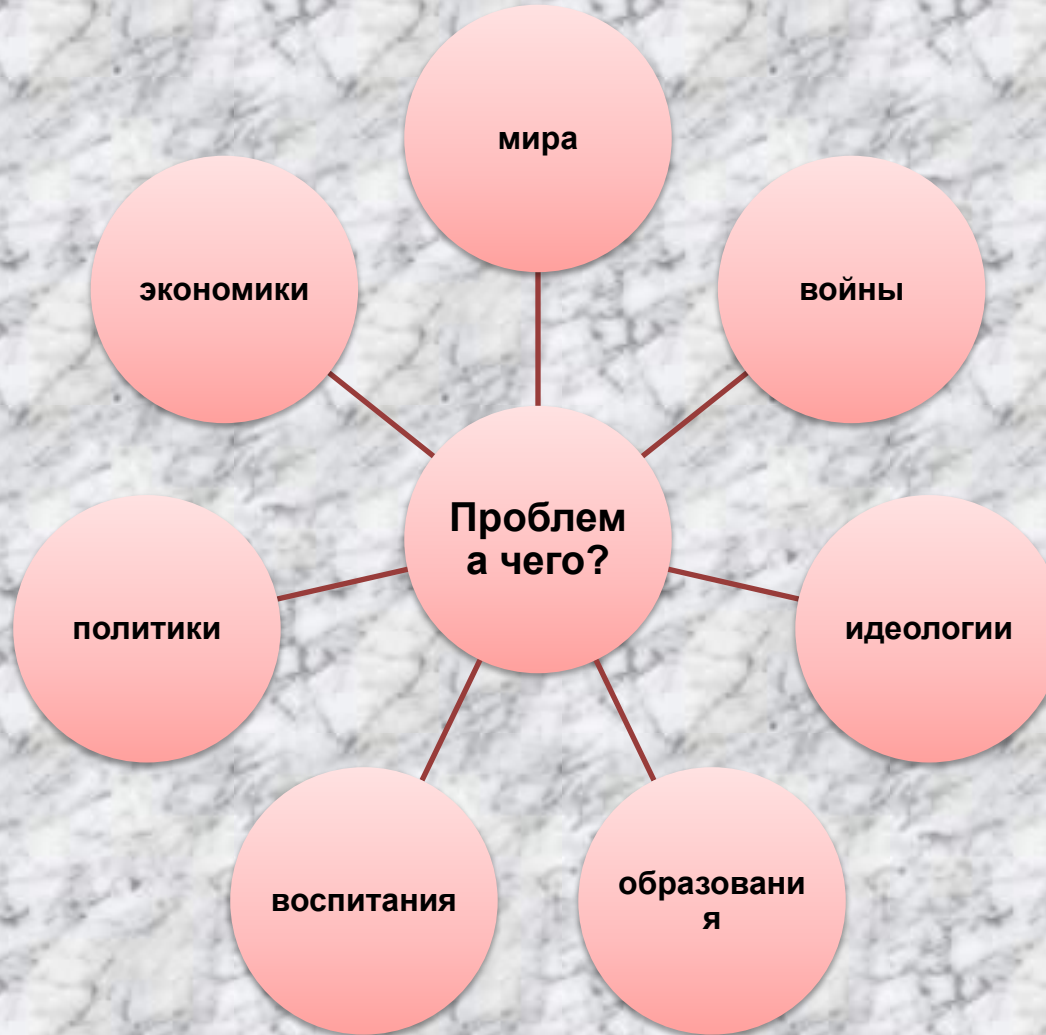 мира
экономики
войны
Проблем
а чего?
политики
идеологии
воспитания
образовани
я